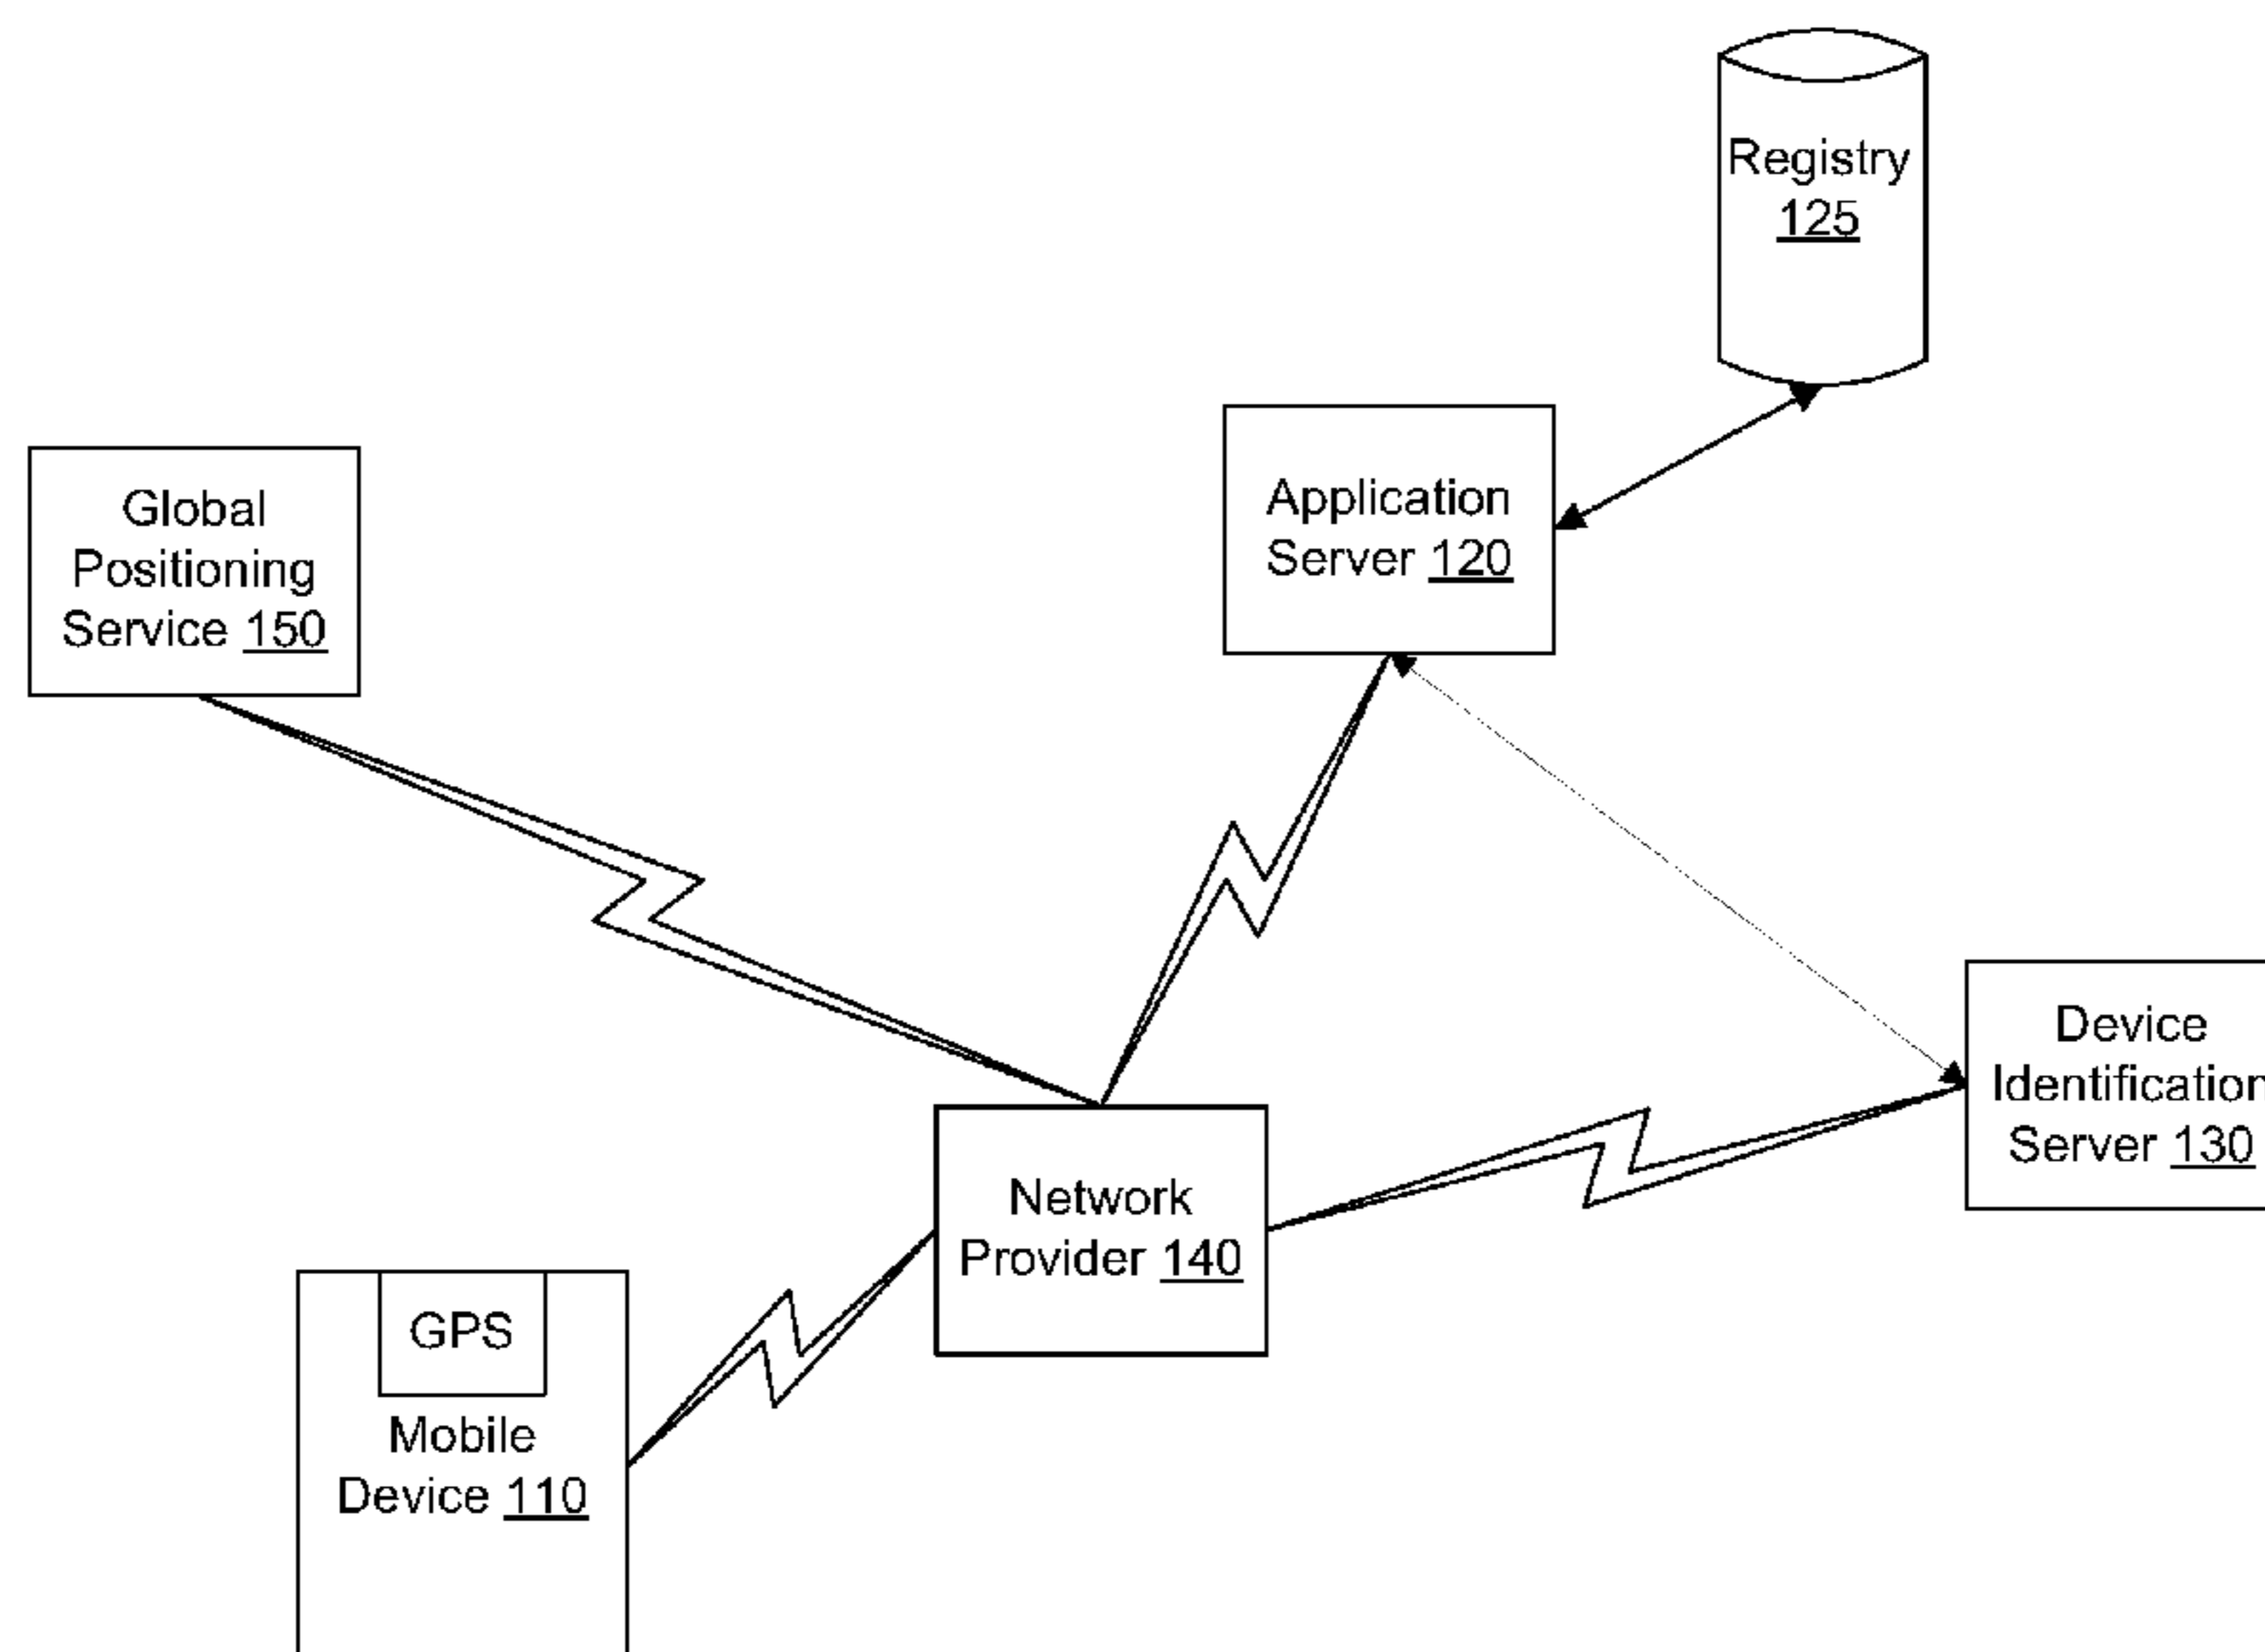 Registry
125
Application
Server 120
Global
Positioning
Service 150
Device
Identification
Server 130
Network
Provider 140
GPS
Mobile
Device 110